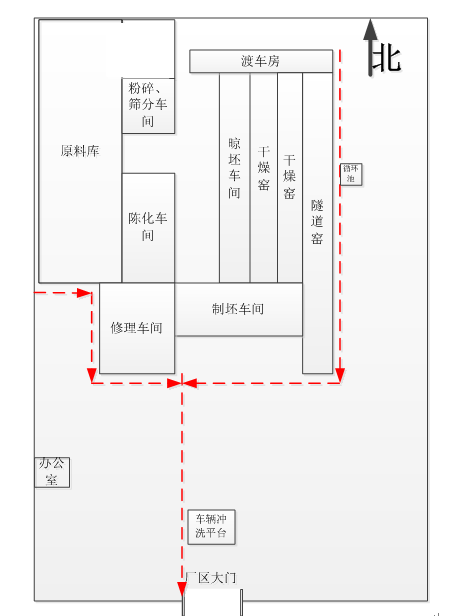 北
渡车房
粉碎、
筛分车
间
原料库
晾坯车间
干燥窑
干燥窑
循环
池
隧道窑
陈化车
间
制坯车间
修理车间
办公
室
车辆冲
洗平台
厂区大门